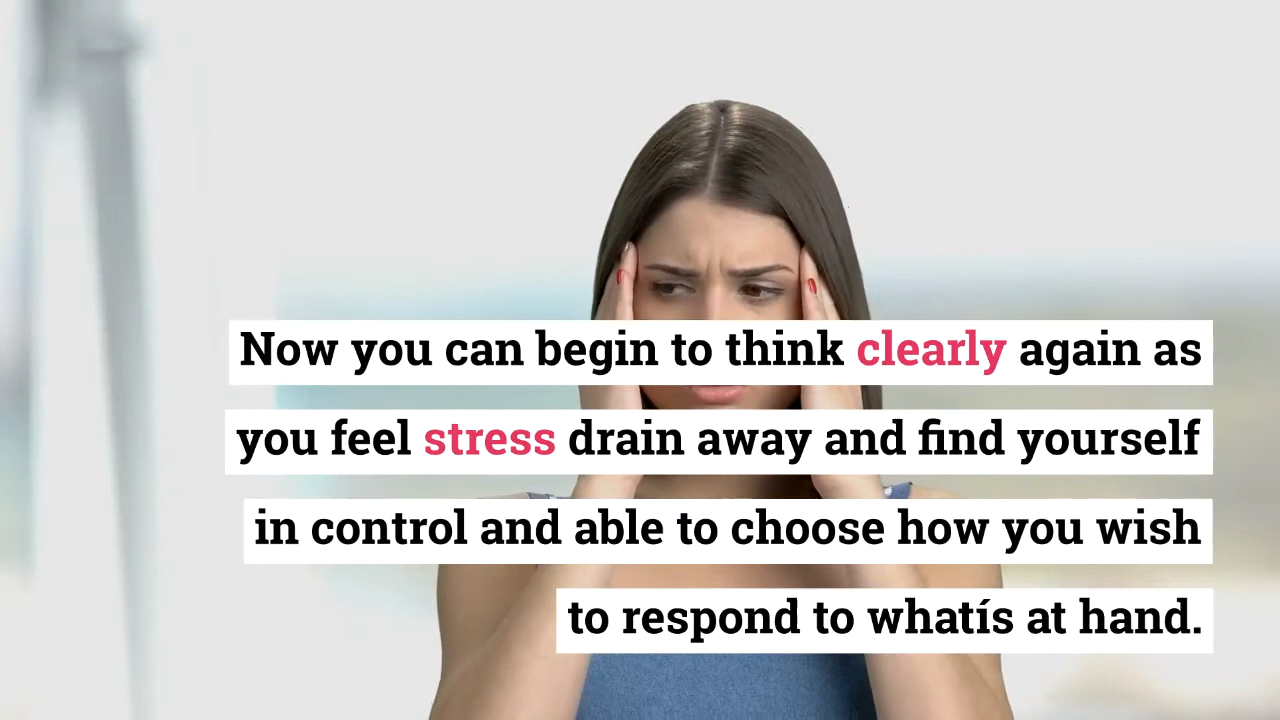 Now you can begin to think clearly again as
you feel stress drain away and find yourself
in control and able to choose how you wish
to respond to whatís at hand.